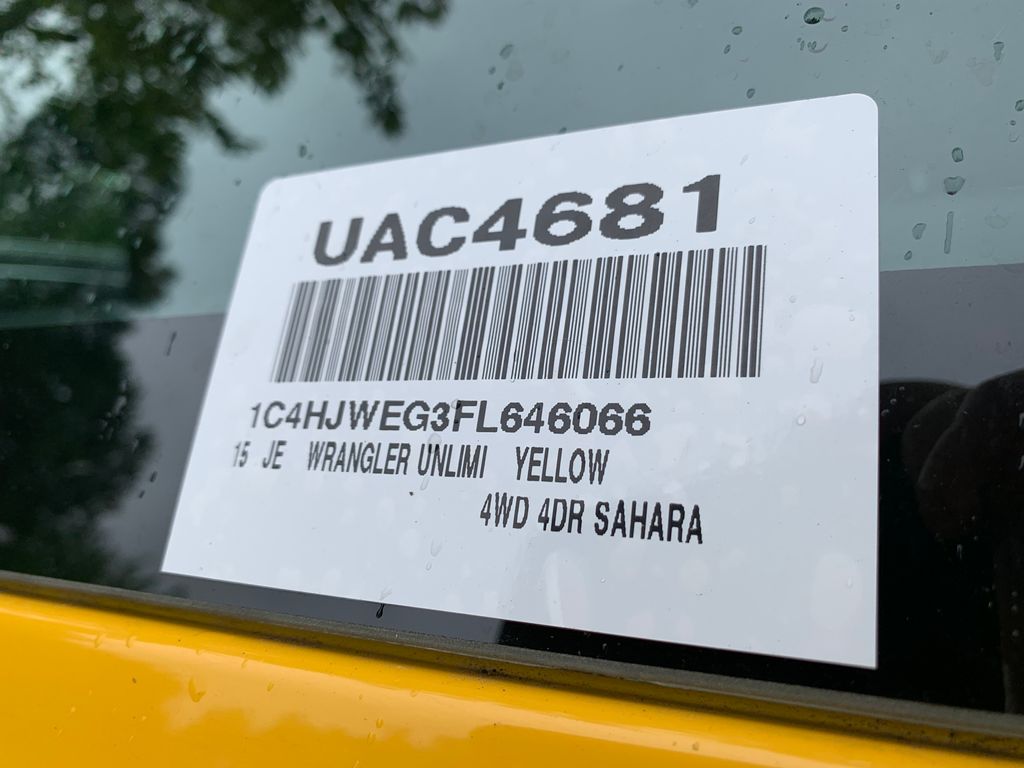 UAC4681
1C4HJWEG3FL646066
15 JE WRANGLER UNLIMI YELLOW
4WD 4DR SAHARA